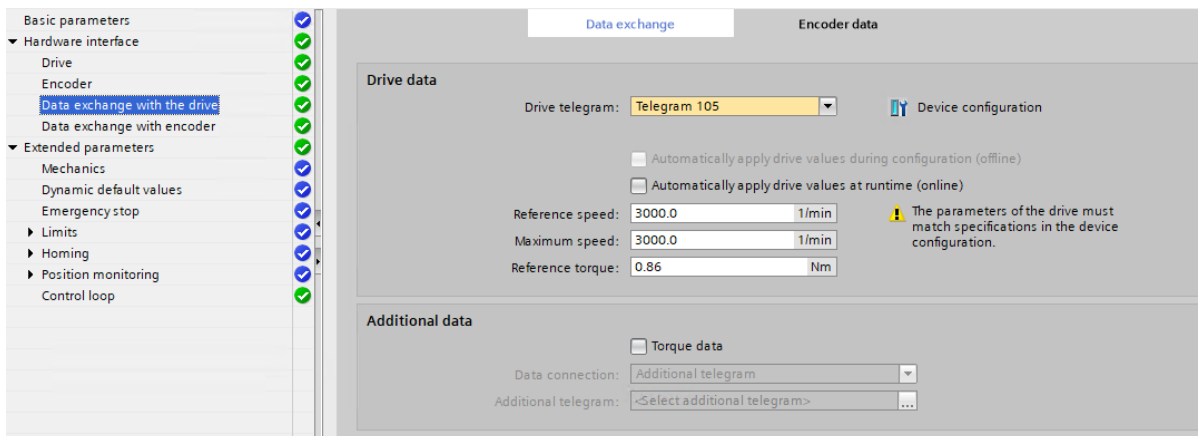 Basic parameters
Hardware interface
Drive
Encoder
Data exchange with the drive
Data exchange with encoder
Extended parameters
Mechanics
Dynamic default values
Emergency stop
Limits
Homing
Position monitoring
Control loop
Data exchange
Encoder data
Drive data
Drive telegram: Telegram 105
Device configuration
Automatically apply drive values during configuration (offline)
Automatically apply drive values at runtime (online)
Reference speed: 3000.0 1/min
Maximum speed: 3000.0 1/min
Reference torque: 0.86 Nm
The parameters of the drive must
match specifications in the device
configuration.
Additional data
Torque data
Data connection: Additional telegram
Additional telegram: <Select additional telegram> ...